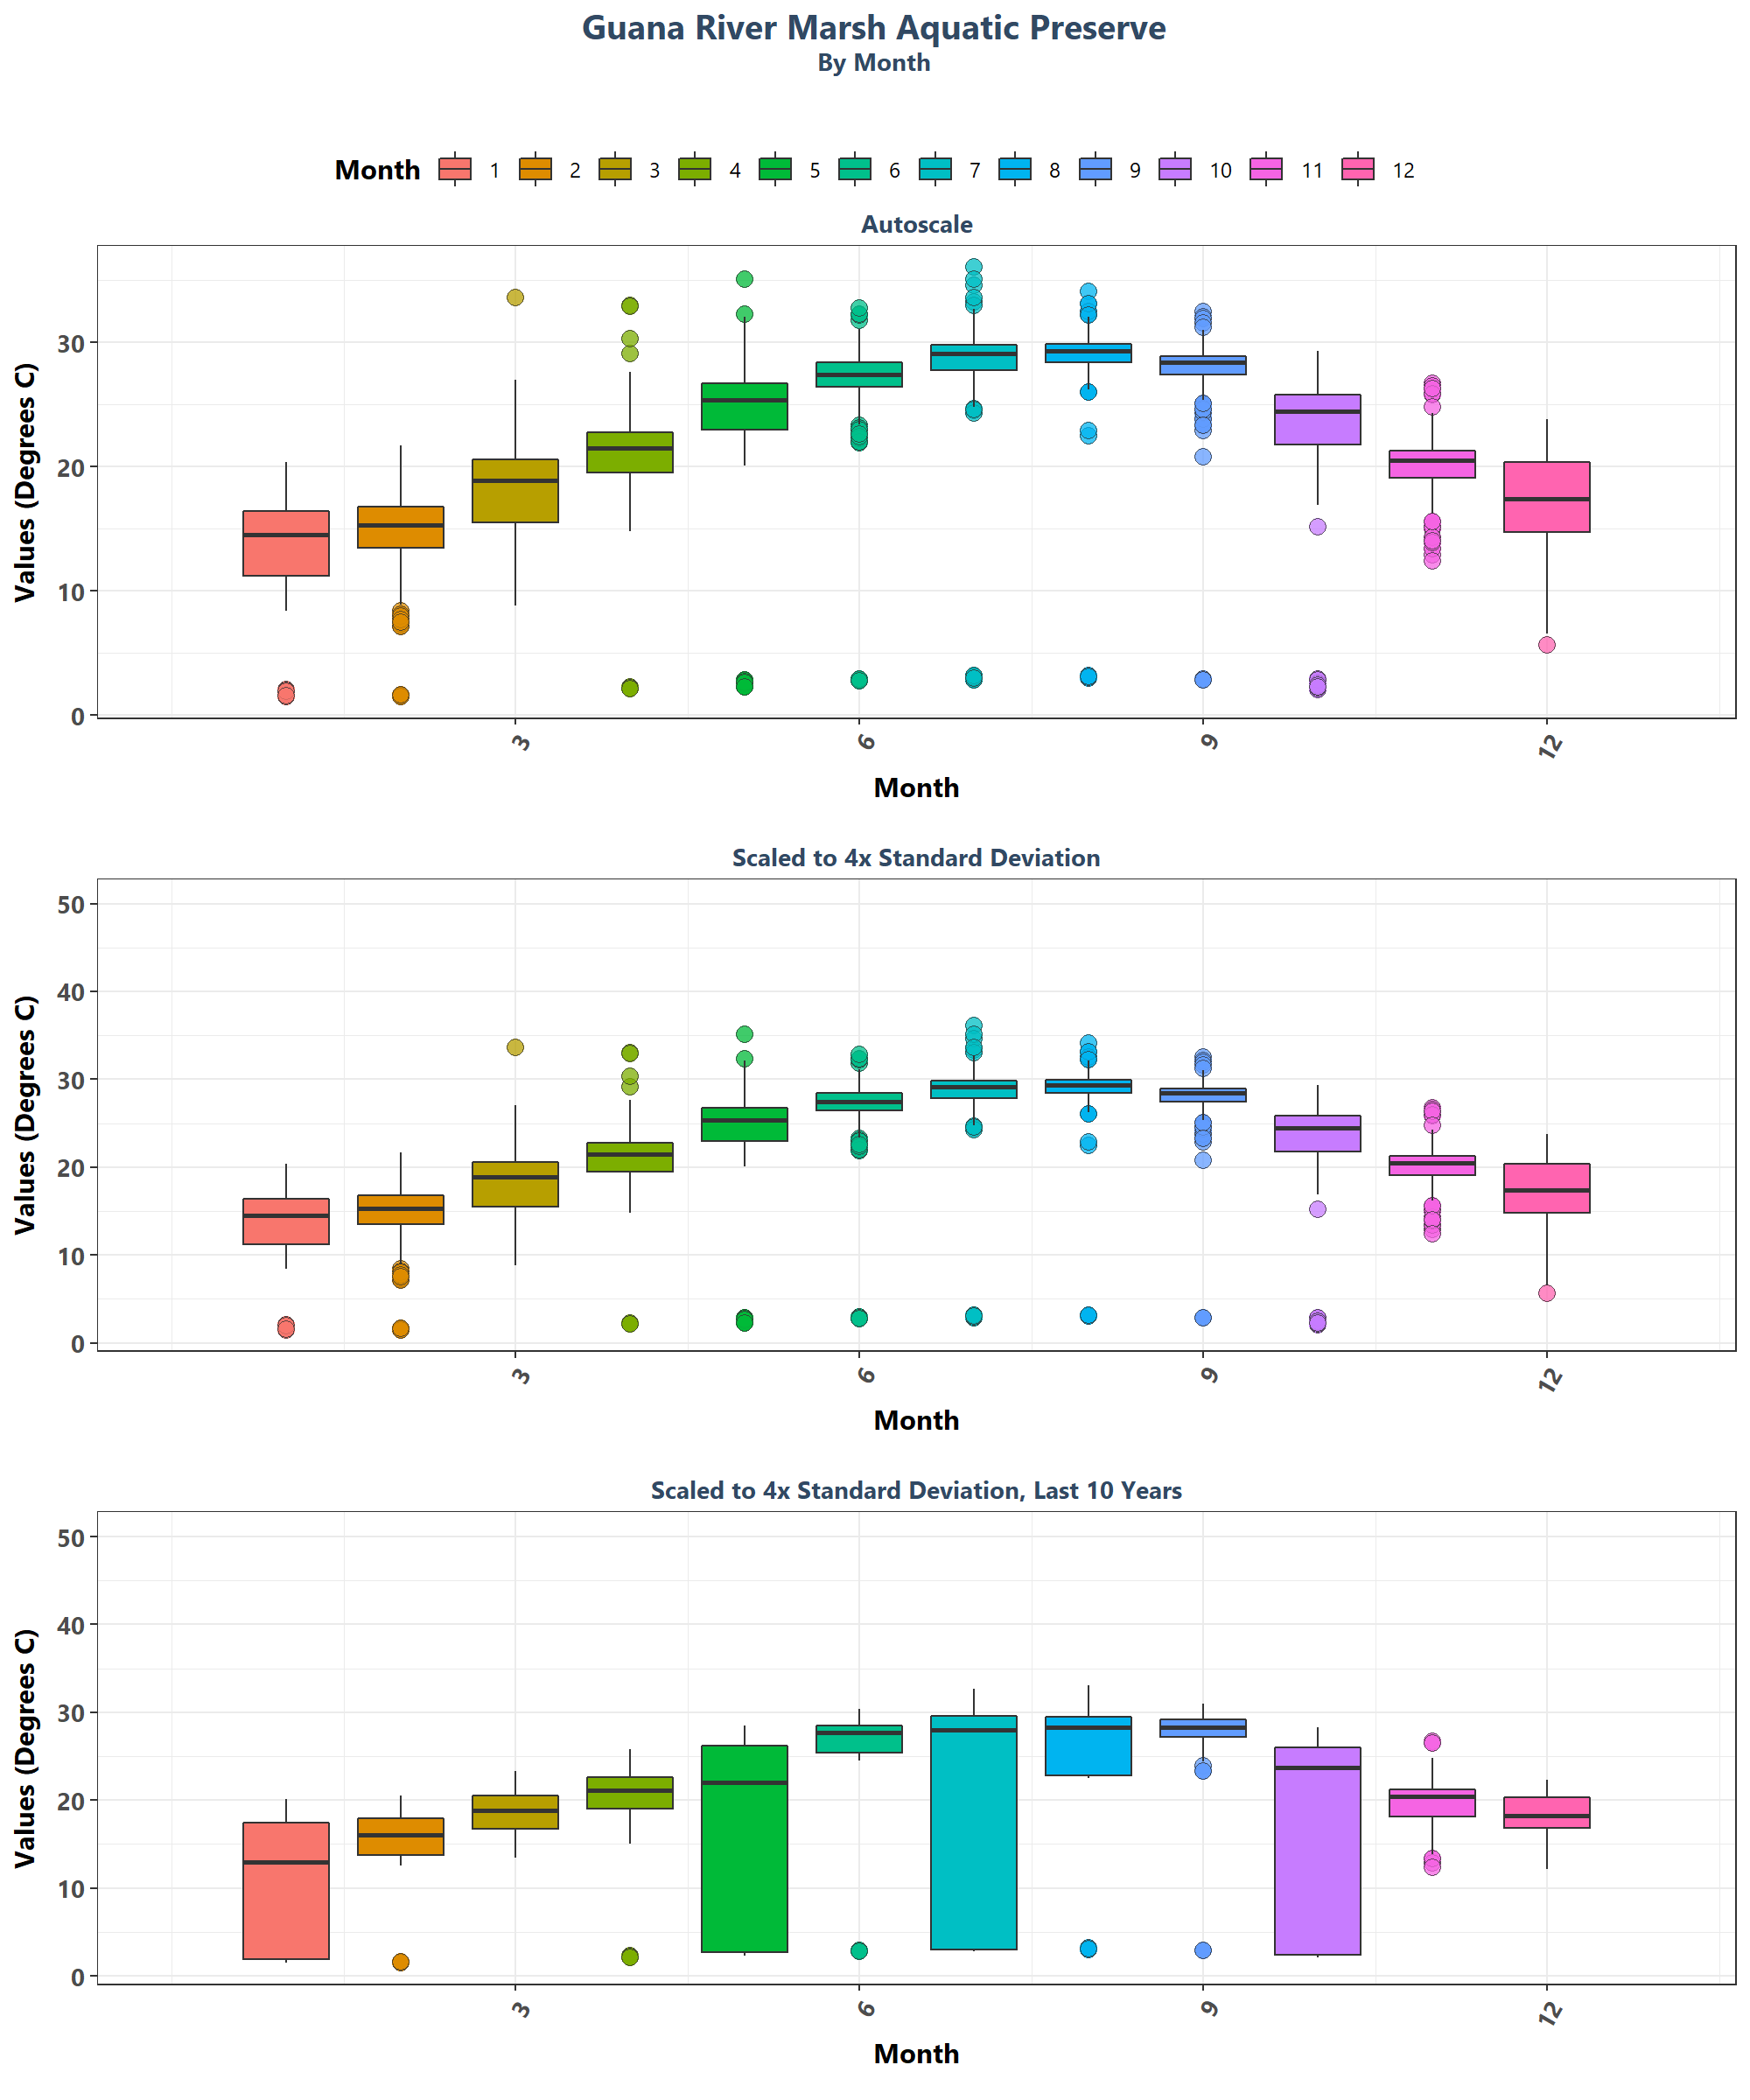 Guana River Marsh Aquatic Preserve
By Month
Month 1 2 3 4 5 6 7 8 9 10 11 12
Autoscale
Values (Degrees C)
30
20
10
0
3 6 9 12
Month
Scaled to 4x Standard Deviation
Values (Degrees C)
50
40
30
20
10
0
3 6 9 12
Month
Scaled to 4x Standard Deviation, Last 10 Years
Values (Degrees C)
50
40
30
20
10
0
3 6 9 12
Month